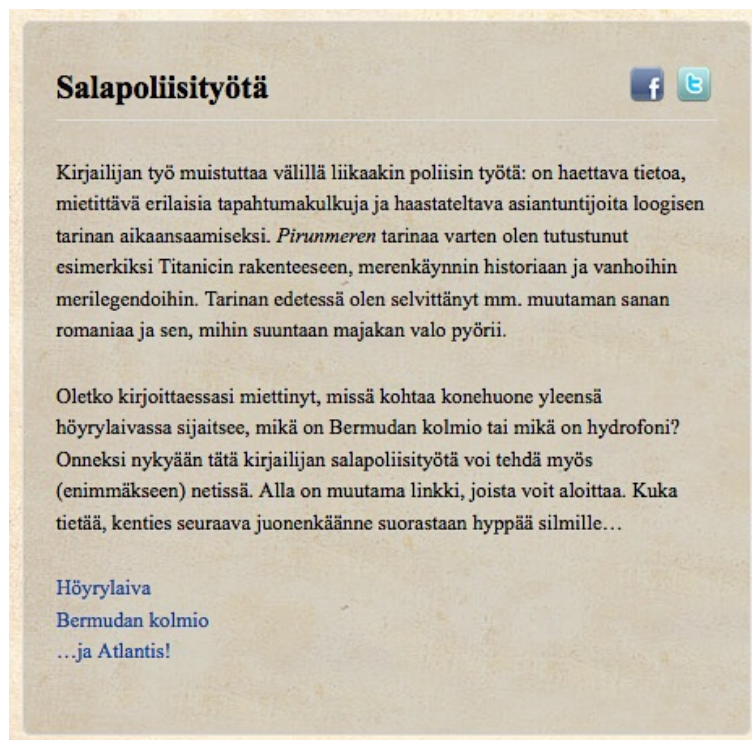 Salapoliisityötä
Kirjailijan työ muistuttaa välillä liikaakin poliisin työtä: on haettava tietoa,
mietittävä erilaisia tapahtumakulkuja ja haastateltava asiantuntijoita loogisen
tarinan aikaansaamiseksi. Pirunmeren tarinaa varten olen tutustunut
esimerkiksi Titanicin rakenteeseen, merenkäynnin historiaan ja vanhoihin
merilegendoihin. Tarinan edetessä olen selvittänyt mm. muutaman sanan
romaniaa ja sen, mihin suuntaan majakan valo pyörii.
Oletko kirjoittaessasi miettinyt, missä kohtaa konehuone yleensä
höyrylaivassa sijaitsee, mikä on Bermudan kolmio tai mikä on hydrofoni?
Onneksi nykyään tätä kirjailijan salapoliisityötä voi tehdä myös
(enimmäkseen) netissä. Alla on muutama linkki, joista voit aloittaa. Kuka
tietää, kenties seuraava juonenkäänne suorastaan hyppää silmille…
Höyrylaiva
Bermudan kolmio
…ja Atlantis!